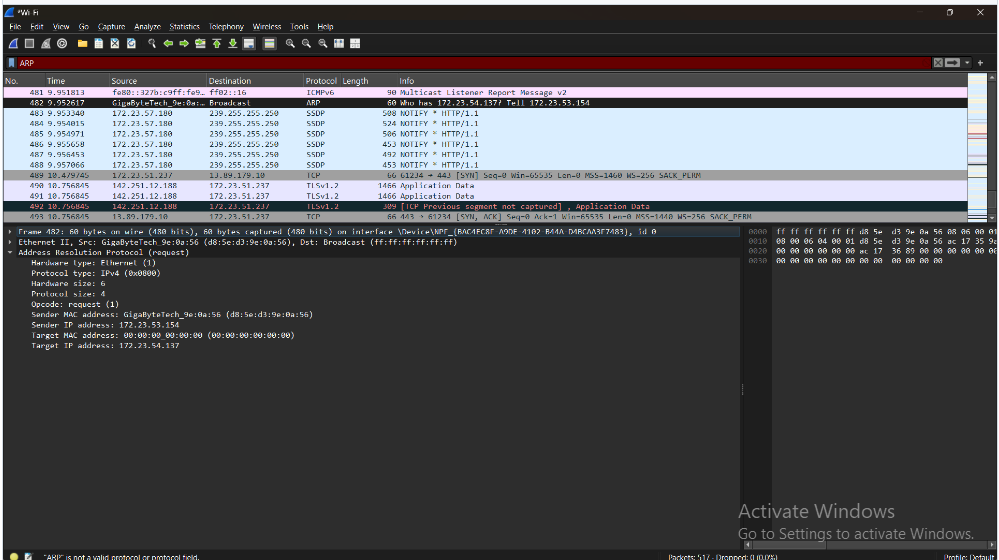 *Wi-Fi
File Edit View Go Capture Analyze Statistics Telephony Wireless Tools Help
ARP
No. Time Source Destination Protocol Length Info
481 9.951813 fe80::327b:c9ff:fe9… ff02::16 ICMPv6 90 Multicast Listener Report Message v2
482 9.952617 GigaByteTech_9e:0a:… Broadcast ARP 60 Who has 172.23.54.137? Tell 172.23.53.154
483 9.953340 172.23.57.180 239.255.255.250 SSDP 508 NOTIFY * HTTP/1.1
484 9.954015 172.23.57.180 239.255.255.250 SSDP 524 NOTIFY * HTTP/1.1
485 9.954971 172.23.57.180 239.255.255.250 SSDP 506 NOTIFY * HTTP/1.1
486 9.955658 172.23.57.180 239.255.255.250 SSDP 453 NOTIFY * HTTP/1.1
487 9.956453 172.23.57.180 239.255.255.250 SSDP 492 NOTIFY * HTTP/1.1
488 9.957066 172.23.57.180 239.255.255.250 SSDP 453 NOTIFY * HTTP/1.1
489 10.479745 172.23.51.237 13.89.179.10 TCP 66 61234 → 443 [SYN] Seq=0 Win=65535 Len=0 MSS=1460 WS=256 SACK_PERM
490 10.756845 142.251.12.188 172.23.51.237 TLSv1.2 1466 Application Data
491 10.756845 142.251.12.188 172.23.51.237 TLSv1.2 1466 Application Data
492 10.756845 142.251.12.188 172.23.51.237 TLSv1.2 309 [TCP Previous segment not captured] , Application Data
493 10.756845 13.89.179.10 172.23.51.237 TCP 66 443 → 61234 [SYN, ACK] Seq=0 Ack=1 Win=65535 Len=0 MSS=1440 WS=256 SACK_PERM
Frame 482: 60 bytes on wire (480 bits), 60 bytes captured (480 bits) on interface id 0
Ethernet II, Src: GigaByteTech_9e:0a:56 (d8:5e:d3:9e:0a:56), Dst: Broadcast (ff:ff:ff:ff:ff:ff)
Address Resolution Protocol (request)
Hardware type: Ethernet (1)
Protocol type: IPv4 (0x0800)
Hardware size: 6
Protocol size: 4
Opcode: request (1)
Sender MAC address: GigaByteTech_9e:0a:56 (d8:5e:d3:9e:0a:56)
Sender IP address: 172.23.53.154
Target MAC address: 00:00:00_00:00:00 (00:00:00:00:00:00)
Target IP address: 172.23.54.137
0000 ff ff ff ff ff ff d8 5e d3 9e 0a 56 08 06 00 01
0010 08 00 06 04 00 01 d8 5e d3 9e 0a 56 ac 17 35 9a
0020 00 00 00 00 00 00 ac 17 36 89 00 00 00 00 00 00
0030 00 00 00 00 00 00 00 00 00 00 00 00
Activate Windows
Go to Settings to activate Windows.
"ARP" is not a valid protocol or protocol field.
Packets: 517 · Dropped: 0 (0.0%)
Profile: Default